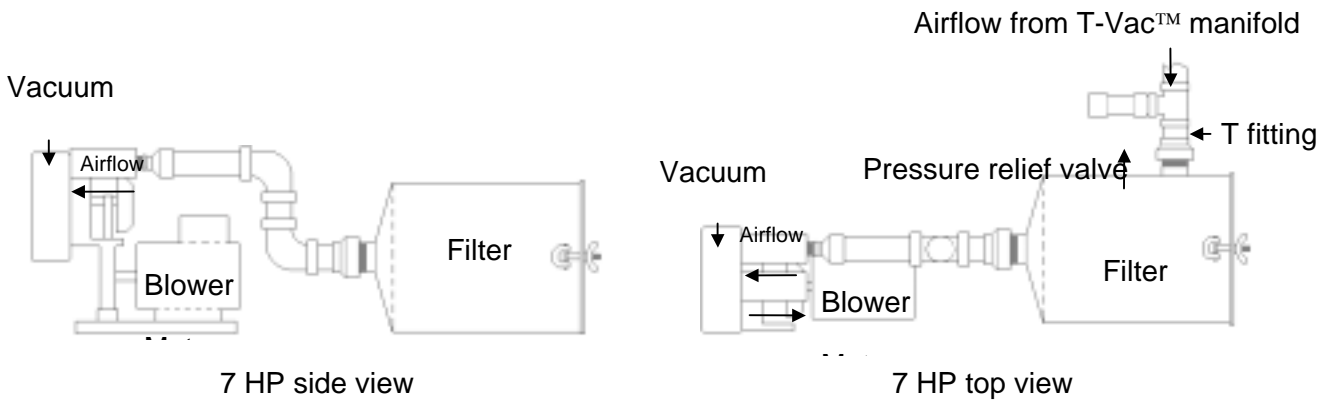 Airflow from T-Vac™ manifold
Vacuum
Airflow
Blower
Filter
7 HP side view
T fitting
Pressure relief valve
Vacuum
Airflow
Blower
Filter
7 HP top view